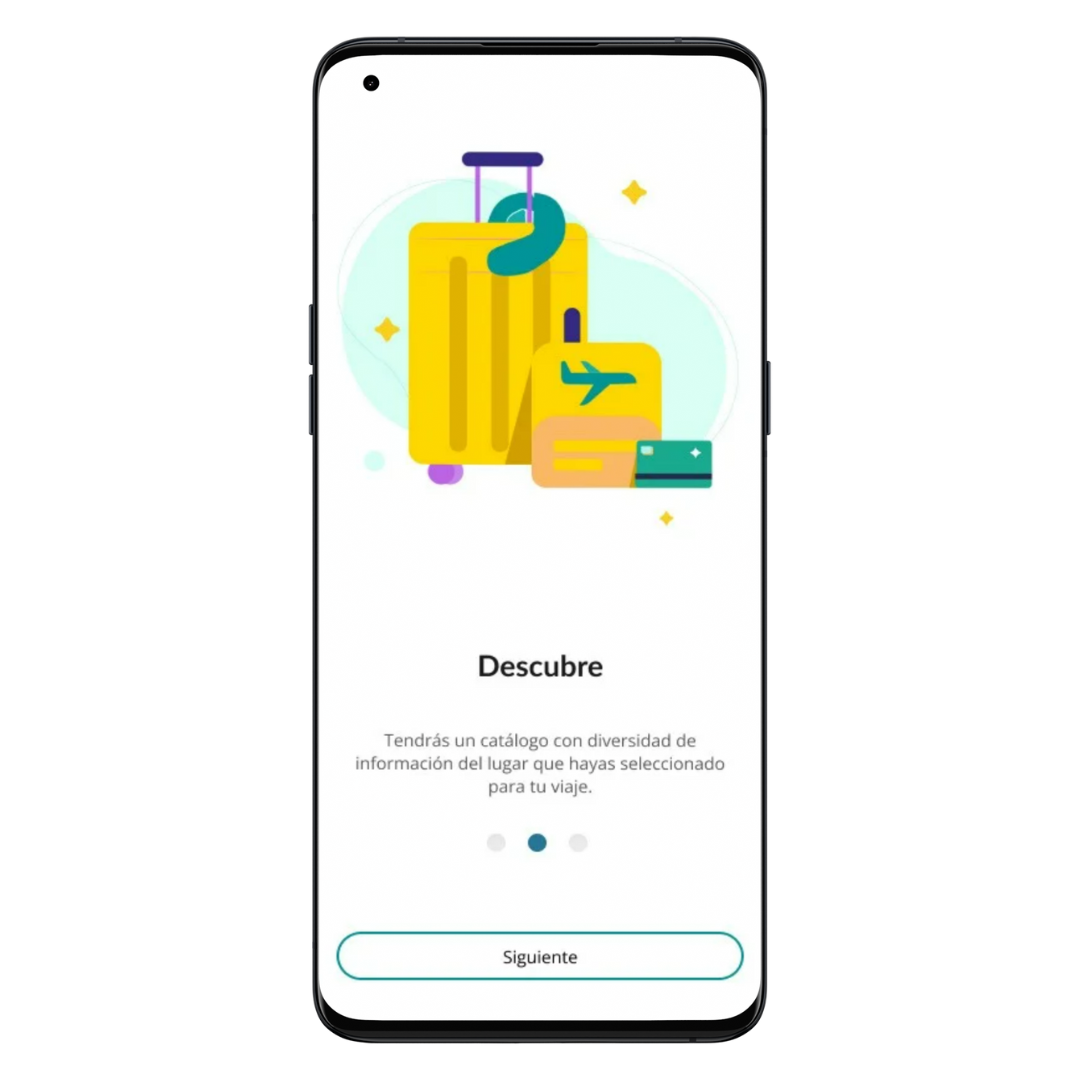 Descubre
Tendrás un catálogo con diversidad de
información del lugar que hayas seleccionado
para tu viaje.
Siguiente